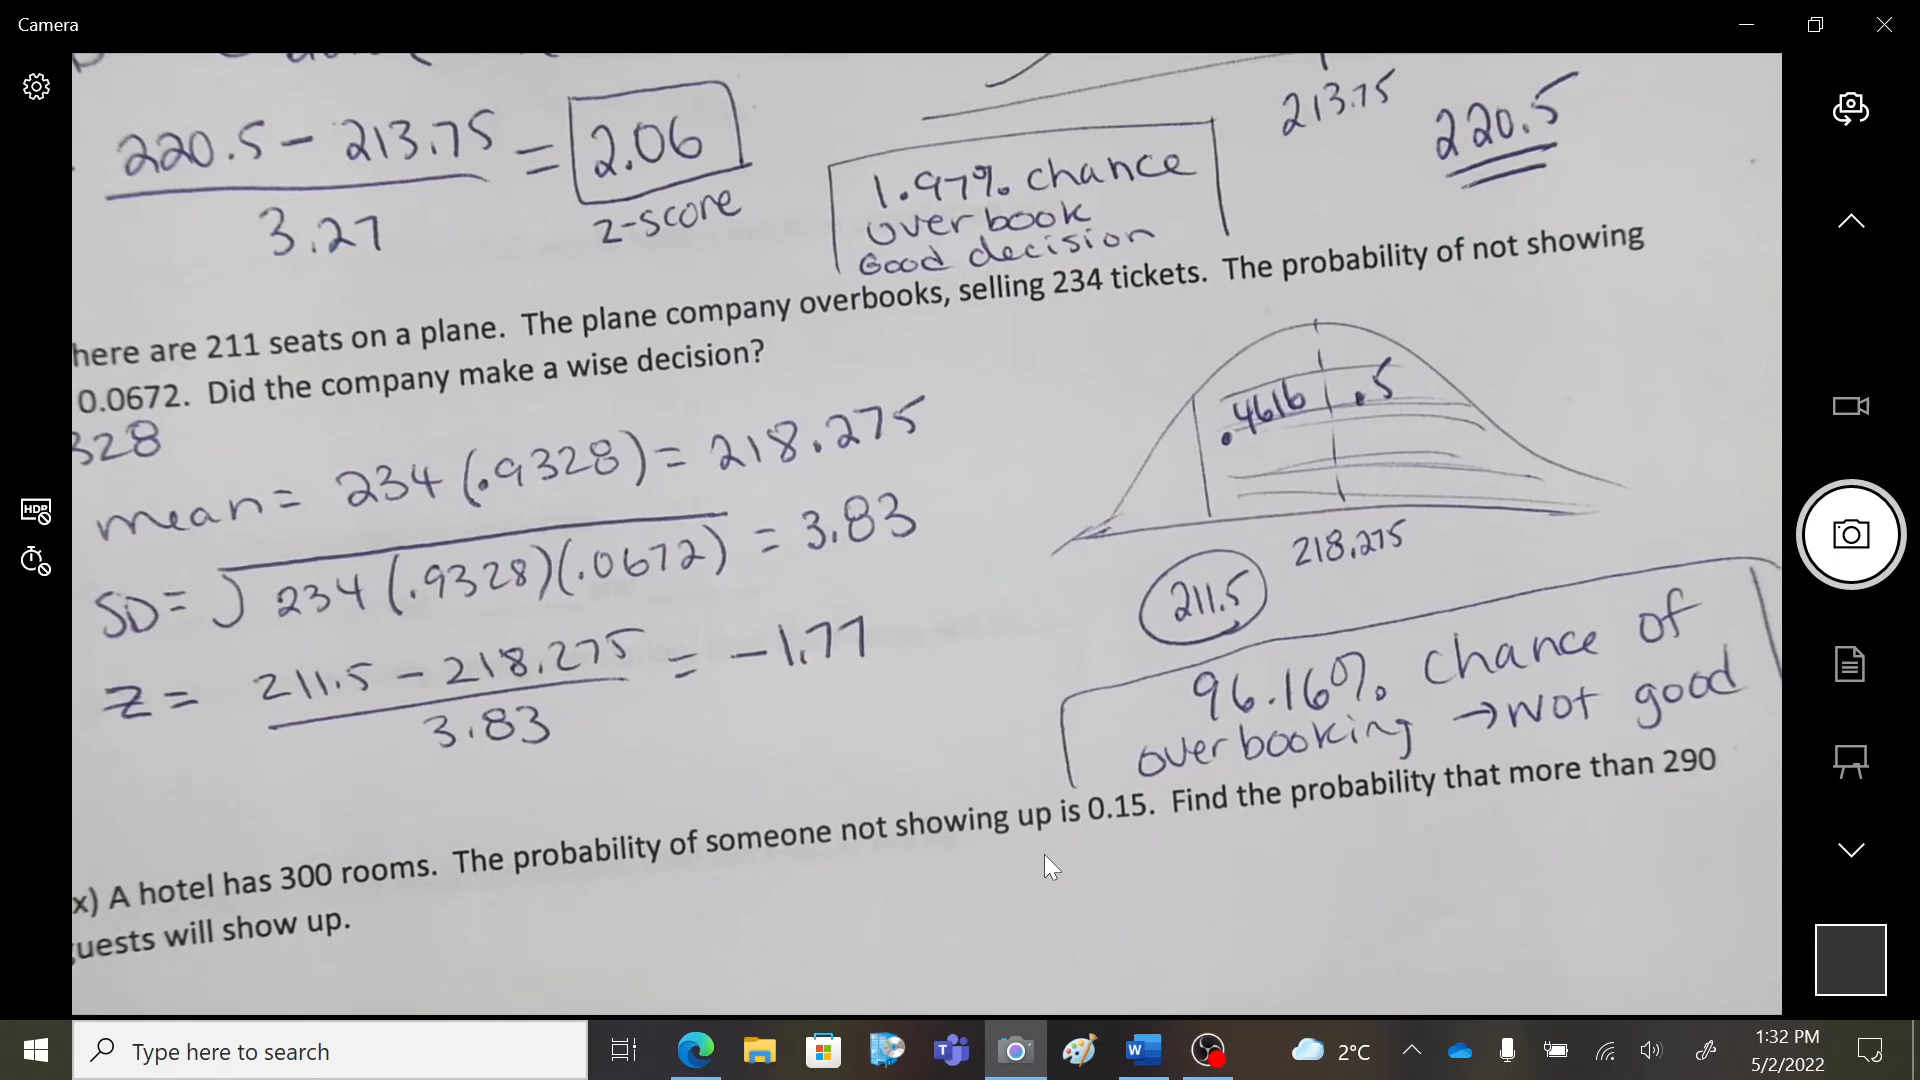 Camera
213.75
220.5
220.5 - 213.75 = 2.06
3.27
z-score
1.97% chance
over book
Good decision
here are 211 seats on a plane. The plane company overbooks, selling 234 tickets. The probability of not showing
0.0672. Did the company make a wise decision?
328
mean = 234 (.9328) = 218.275
SD = √234 (.9328)(.0672) = 3.83
z = 211.5 - 218.275 = -1.77
3.83
.4616 .5
218.275
211.5
96.16% chance of
over booking → not good
x) A hotel has 300 rooms. The probability of someone not showing up is 0.15. Find the probability that more than 290
uests will show up.
Type here to search
2°C
1:32 PM
5/2/2022